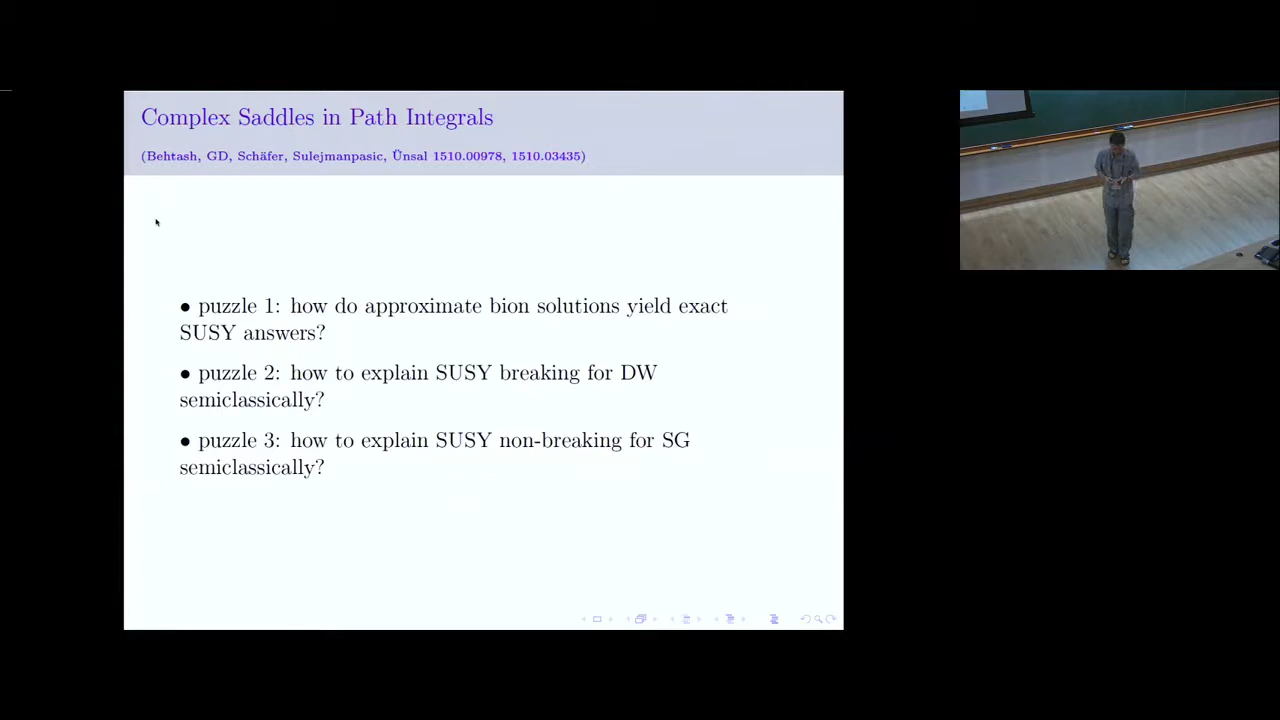 Complex Saddles in Path Integrals
(Behtash, GD, Schäfer, Sulejmanpasic, Ünsal 1510.00978, 1510.03435)
• puzzle 1: how do approximate bion solutions yield exact
SUSY answers?
• puzzle 2: how to explain SUSY breaking for DW
semiclassically?
• puzzle 3: how to explain SUSY non-breaking for SG
semiclassically?